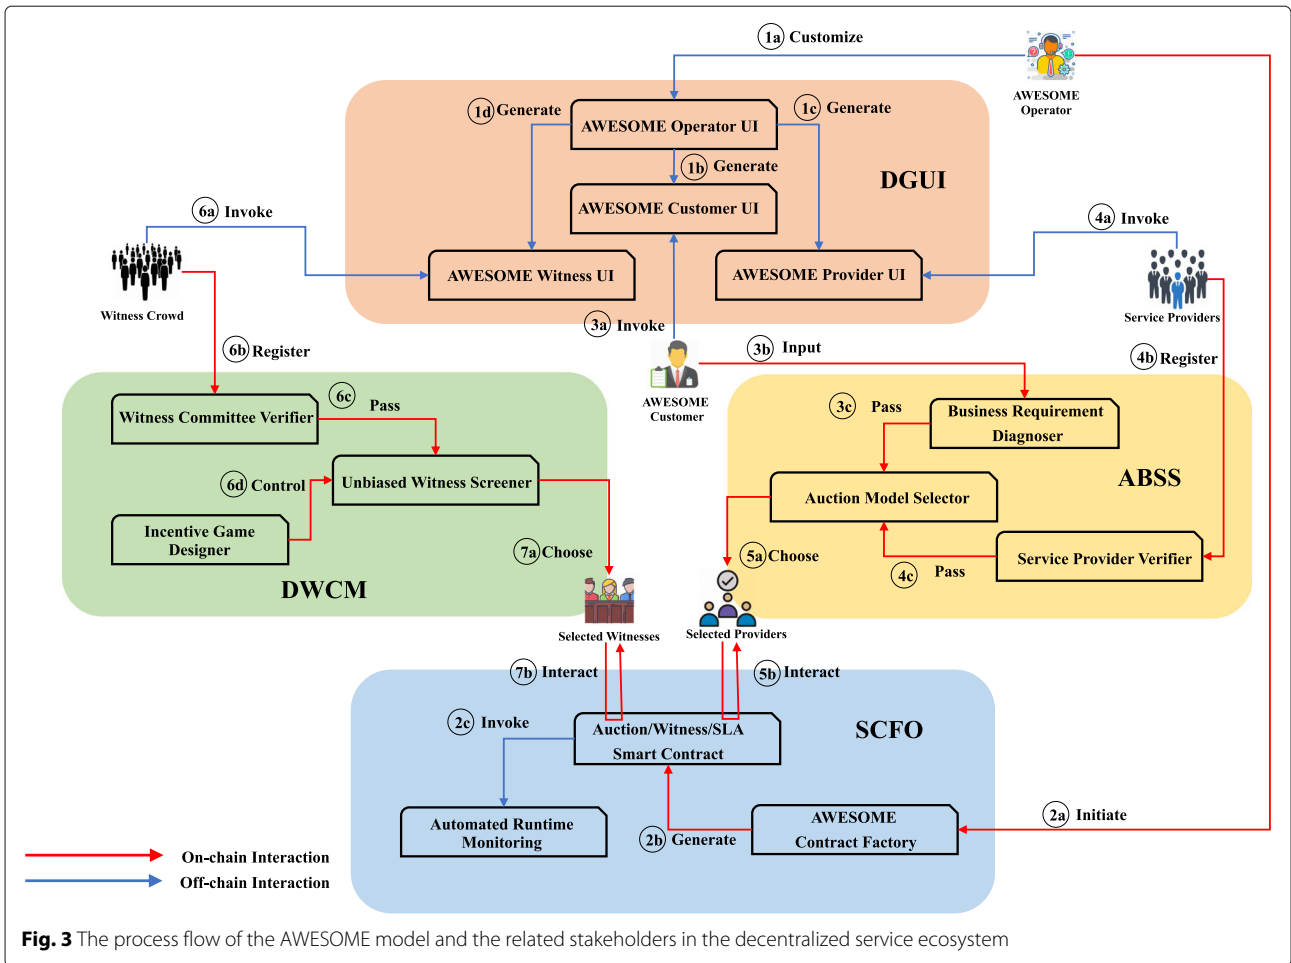 1a Customize
AWESOME
Operator
1d Generate
1c Generate
AWESOME Operator UI
1b Generate
DGUI
AWESOME Customer UI
6a Invoke
4a Invoke
AWESOME Witness UI
AWESOME Provider UI
Witness Crowd
Service Providers
3a Invoke
6b Register
3b Input
4b Register
AWESOME
Customer
6c Pass
3c Pass
Witness Committee Verifier
Business Requirement
Diagnoser
ABSS
6d Control
Unbiased Witness Screener
Auction Model Selector
Incentive Game
Designer
7a Choose
5a Choose
Service Provider Verifier
4c Pass
DWCM
Selected Witnesses
Selected Providers
7b Interact
5b Interact
2c Invoke
Auction/Witness/SLA
Smart Contract
SCFO
Automated Runtime
Monitoring
2b Generate
AWESOME
Contract Factory
2a Initiate
On-chain Interaction
Off-chain Interaction
Fig. 3 The process flow of the AWESOME model and the related stakeholders in the decentralized service ecosystem